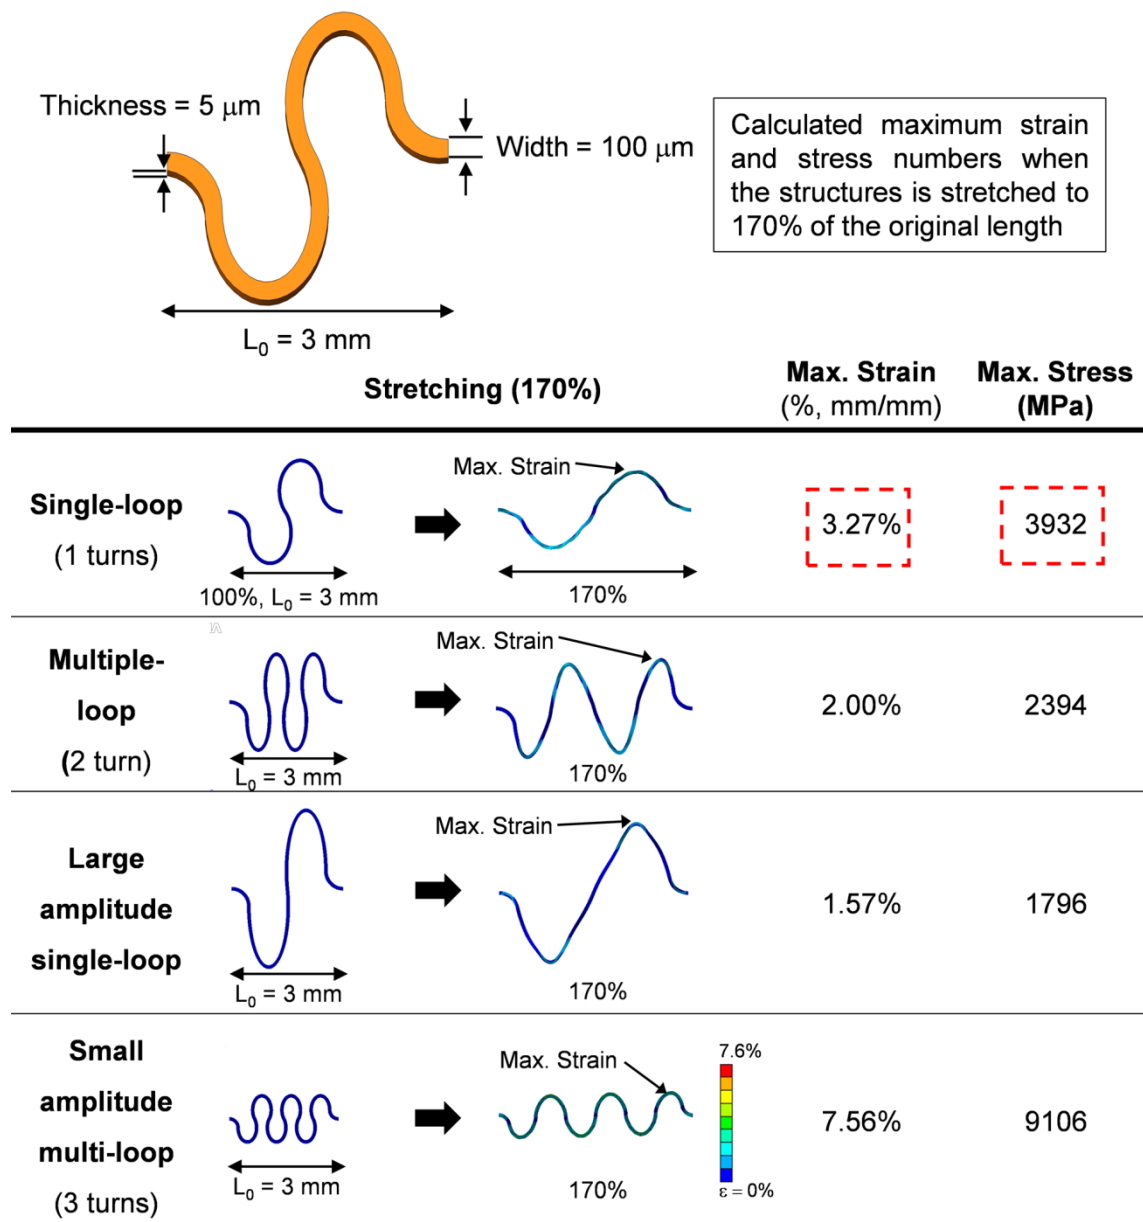 Thickness = 5 μm
Width = 100 μm
L₀ = 3 mm
Calculated maximum strain
and stress numbers when
the structures is stretched to
170% of the original length
Stretching (170%)
Max. Strain
(%, mm/mm)
Max. Stress
(MPa)
Single-loop
(1 turns)
100%, L₀ = 3 mm
Max. Strain
170%
3.27%
3932
Multiple-
loop
(2 turn)
L₀ = 3 mm
Max. Strain
170%
2.00%
2394
Large
amplitude
single-loop
L₀ = 3 mm
Max. Strain
170%
1.57%
1796
Small
amplitude
multi-loop
(3 turns)
L₀ = 3 mm
Max. Strain
170%
7.6%
ε = 0%
7.56%
9106